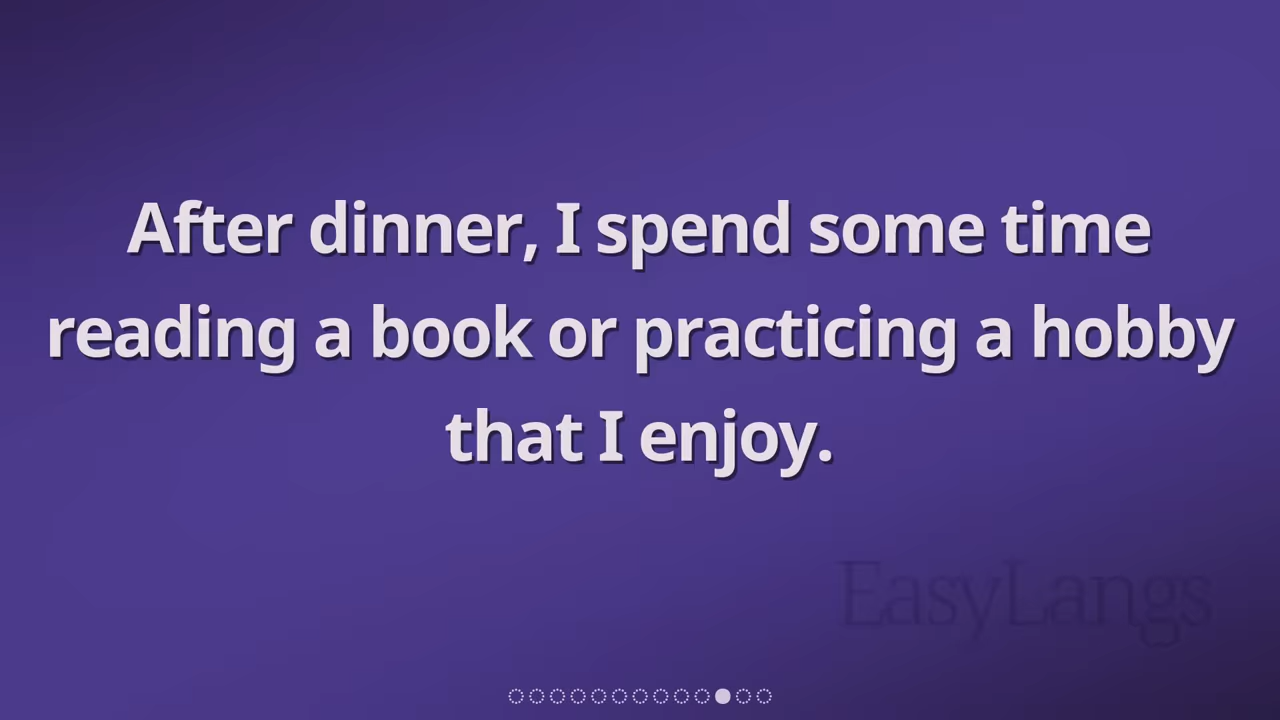 After dinner, I spend some time
reading a book or practicing a hobby
that I enjoy.
EasyLangs